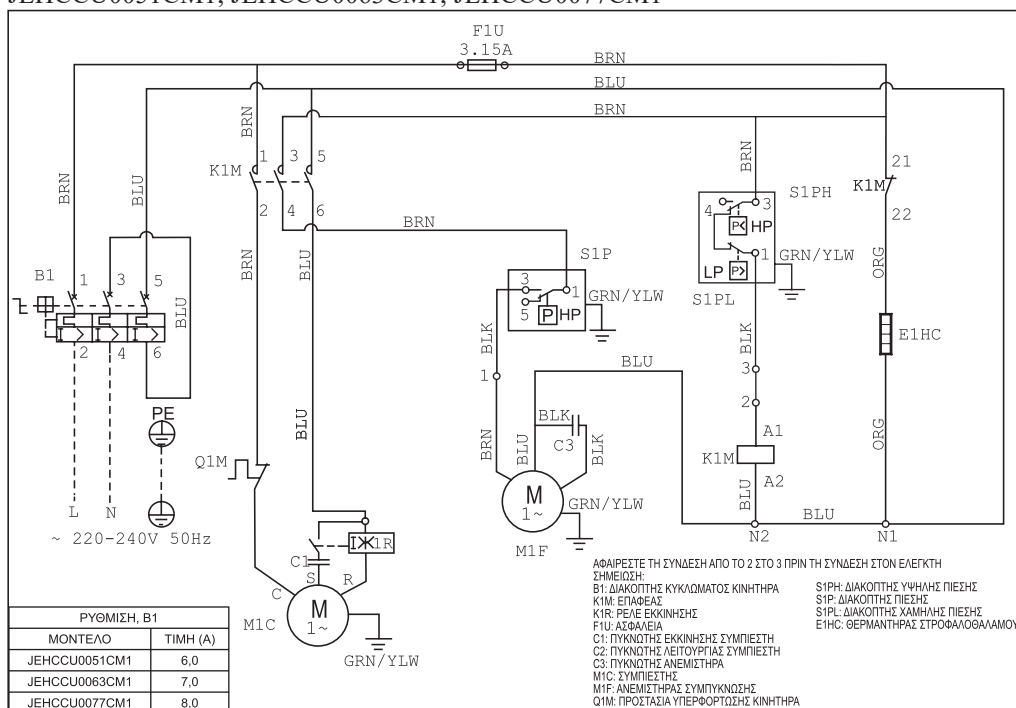 JEHCCU0051CM1, JEHCCU0063CM1, JEHCCU0077CM1
F1U
3.15A
BRN
BLU
BRN
BRN
BRN
BLU
BRN
K1M
1
3
5
2
4
6
BRN
BRN
BLU
21
K1M
22
4
3
S1PH
P<
HP
LP
P>
1
GRN/YLW
S1PL
ORG
B1
1
3
5
BLU
2
4
6
S1P
3
1
5
P
HP
GRN/YLW
BLK
1
BLK
3
2
E1HC
BLU
PE
BLU
BRN
BLU
BLK
C3
BLK
A1
K1M
A2
ORG
BLU
Q1M
L
N
~ 220-240V 50Hz
M
1~
GRN/YLW
M1F
BLU
N2
N1
1R
C1
S
R
C
M
1~
M1C
GRN/YLW
ΡΥΘΜΙΣΗ, B1
ΜΟΝΤΕΛΟ
ΤΙΜΗ (A)
JEHCCU0051CM1
6,0
JEHCCU0063CM1
7,0
JEHCCU0077CM1
8,0
ΑΦΑΙΡΕΣΤΕ ΤΗ ΣΥΝΔΕΣΗ ΑΠΟ ΤΟ 2 ΣΤΟ 3 ΠΡΙΝ ΤΗ ΣΥΝΔΕΣΗ ΣΤΟΝ ΕΛΕΓΚΤΗ
ΣΗΜΕΙΩΣΗ:
B1: ΔΙΑΚΟΠΤΗΣ ΚΥΚΛΩΜΑΤΟΣ ΚΙΝΗΤΗΡΑ
K1M: ΕΠΑΦΕΑΣ
K1R: ΡΕΛΕ ΕΚΚΙΝΗΣΗΣ
F1U: ΑΣΦΑΛΕΙΑ
C1: ΠΥΚΝΩΤΗΣ ΕΚΚΙΝΗΣΗΣ ΣΥΜΠΙΕΣΤΗ
C2: ΠΥΚΝΩΤΗΣ ΛΕΙΤΟΥΡΓΙΑΣ ΣΥΜΠΙΕΣΤΗ
C3: ΠΥΚΝΩΤΗΣ ΑΝΕΜΙΣΤΗΡΑ
M1C: ΣΥΜΠΙΕΣΤΗΣ
M1F: ΑΝΕΜΙΣΤΗΡΑΣ ΣΥΜΠΥΚΝΩΣΗΣ
Q1M: ΠΡΟΣΤΑΣΙΑ ΥΠΕΡΦΟΡΤΩΣΗΣ ΚΙΝΗΤΗΡΑ
S1PH: ΔΙΑΚΟΠΤΗΣ ΥΨΗΛΗΣ ΠΙΕΣΗΣ
S1P: ΔΙΑΚΟΠΤΗΣ ΠΙΕΣΗΣ
S1PL: ΔΙΑΚΟΠΤΗΣ ΧΑΜΗΛΗΣ ΠΙΕΣΗΣ
E1HC: ΘΕΡΜΑΝΤΗΡΑΣ ΣΤΡΟΦΑΛΟΘΑΛΑΜΟΥ